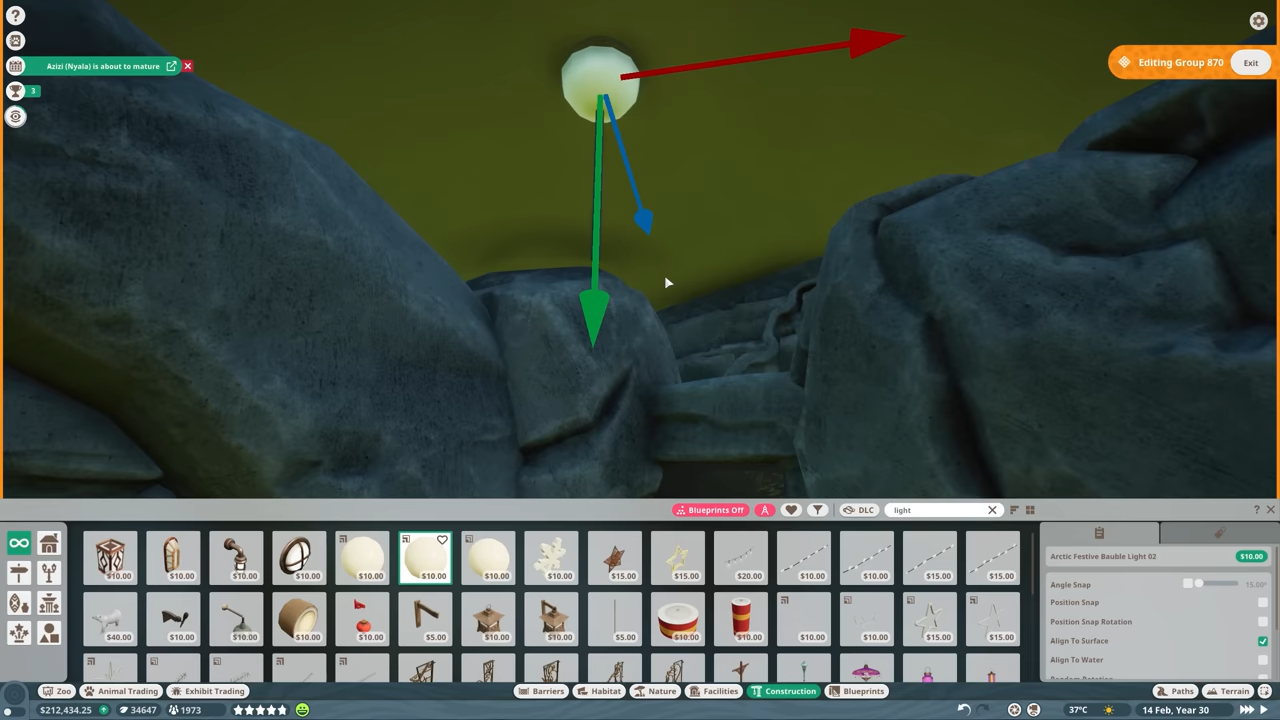 ?
Azizi (Nyala) is about to mature
3
Editing Group 870
Exit
Blueprints Off
DLC
light
?
$10.00 $10.00 $10.00 $10.00 $10.00 $10.00 $10.00 $10.00 $15.00 $15.00 $20.00 $10.00 $10.00 $15.00 $15.00
$40.00 $10.00 $10.00 $10.00 $10.00 $5.00 $10.00 $10.00 $5.00 $10.00 $10.00 $10.00 $10.00 $15.00 $15.00
Arctic Festive Bauble Light 02
$10.00
Angle Snap
15.00°
Position Snap
Position Snap Rotation
Align To Surface
Align To Water
Random Rotation
Zoo
Animal Trading
Exhibit Trading
Barriers
Habitat
Nature
Facilities
Construction
Blueprints
Paths
Terrain
$212,434.25
34647
1973
37°C
14 Feb, Year 30